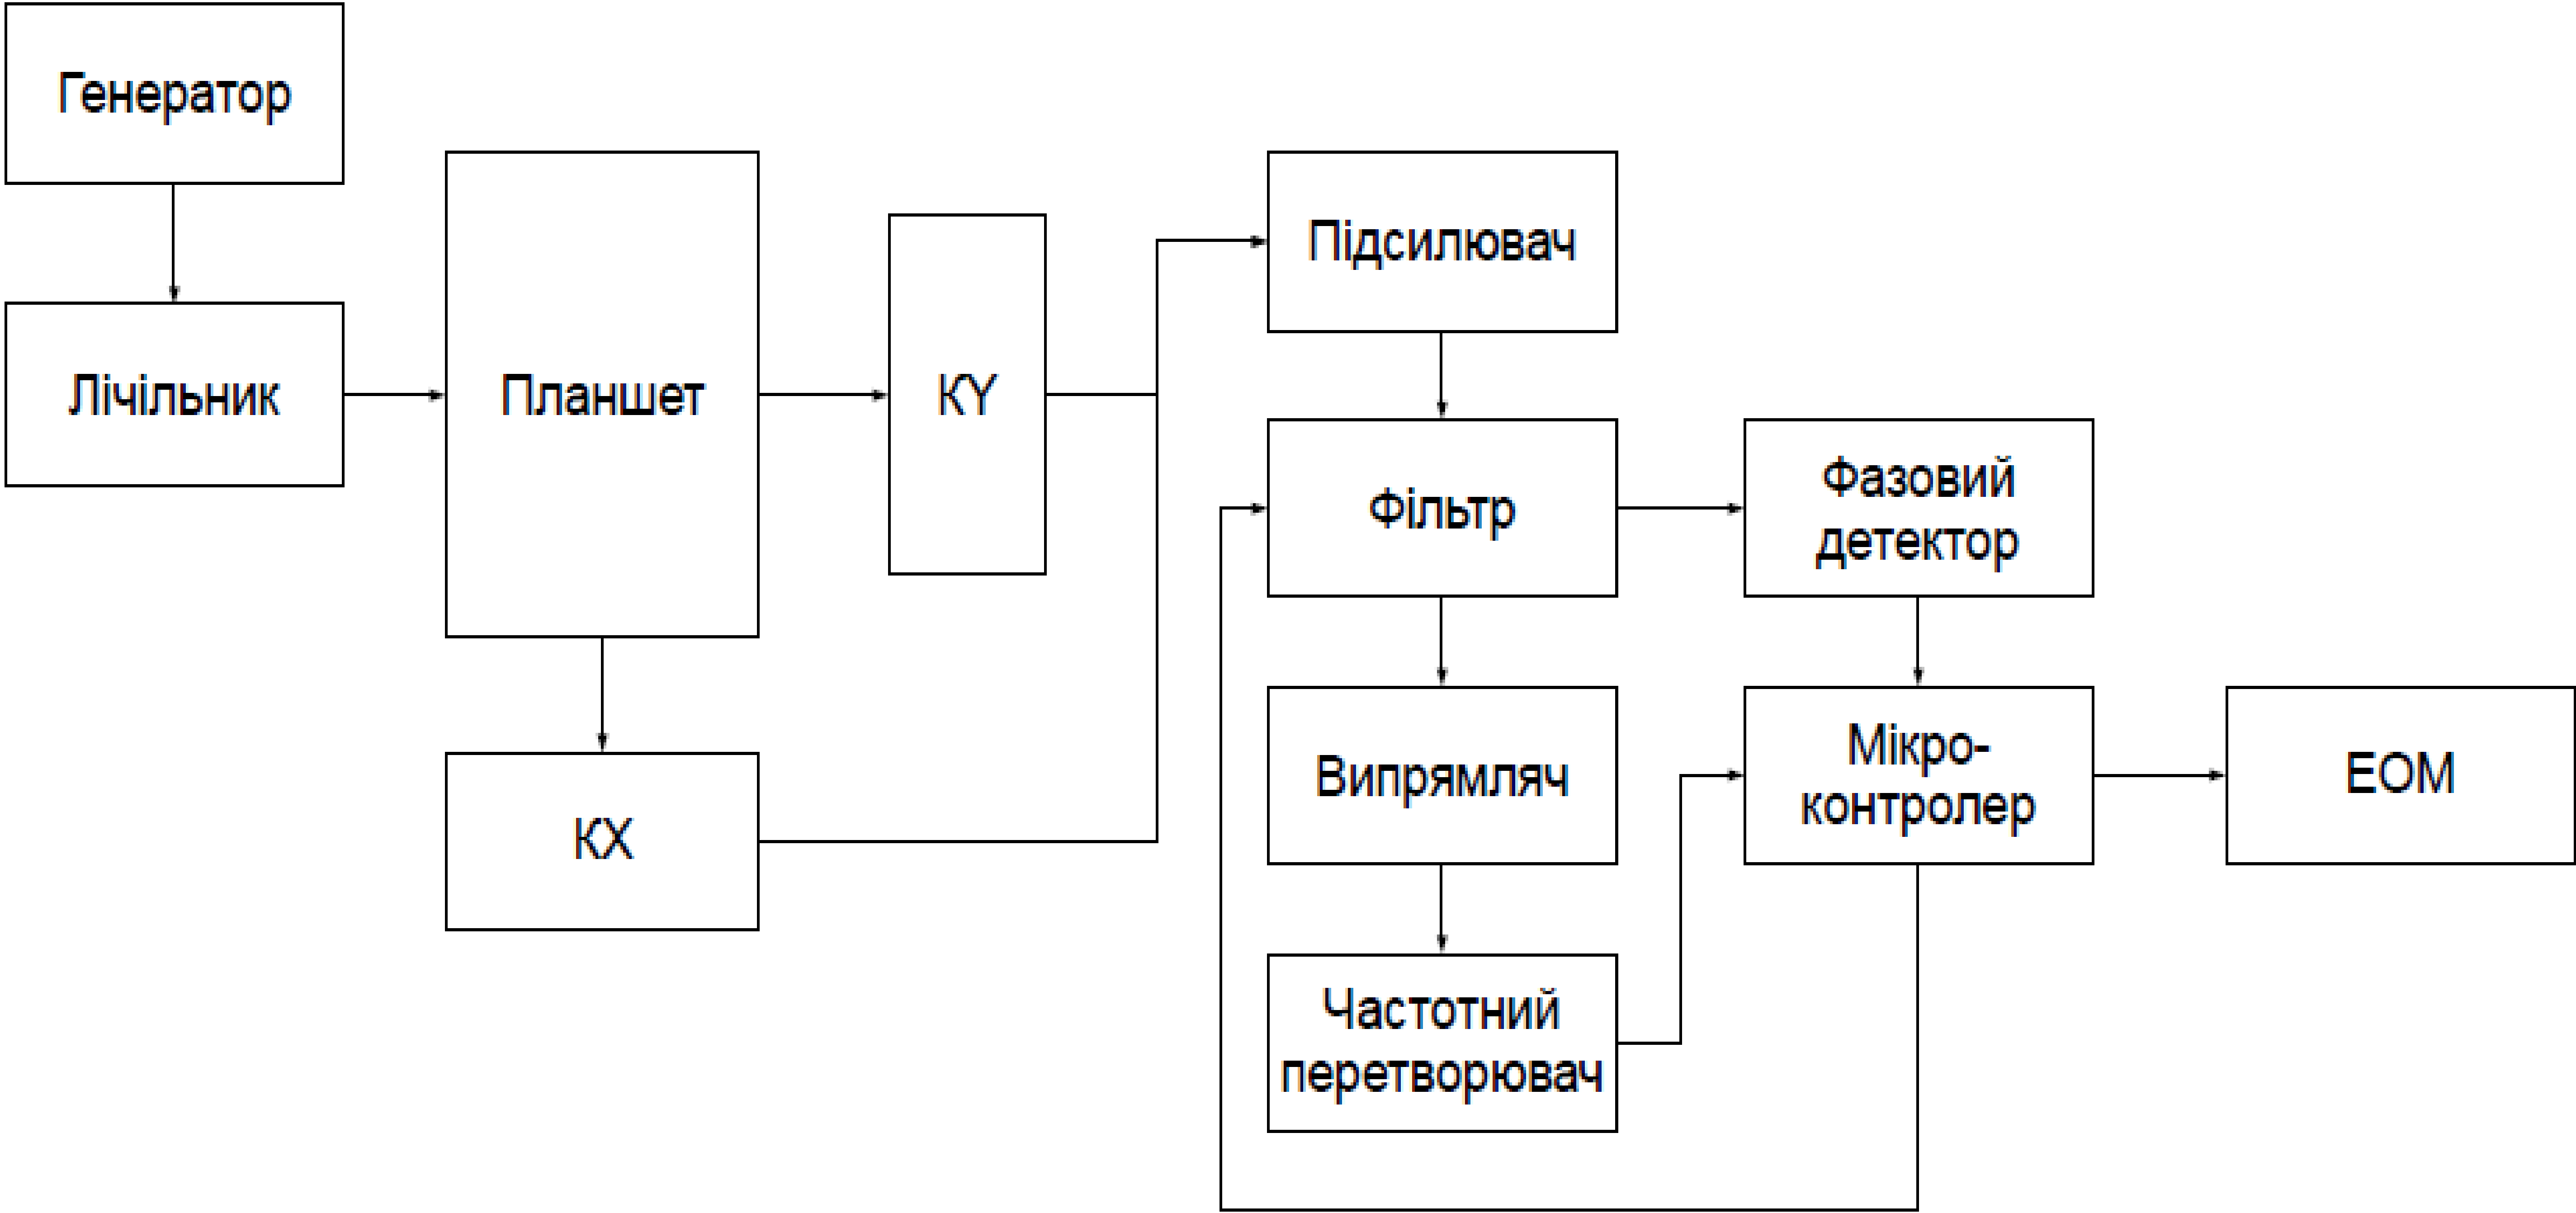 Генератор
Лічільник
Планшет
KY
KX
Підсилювач
Фільтр
Фазовий
детектор
Випрямляч
Мікро-
контролер
ЕОМ
Частотний
перетворювач